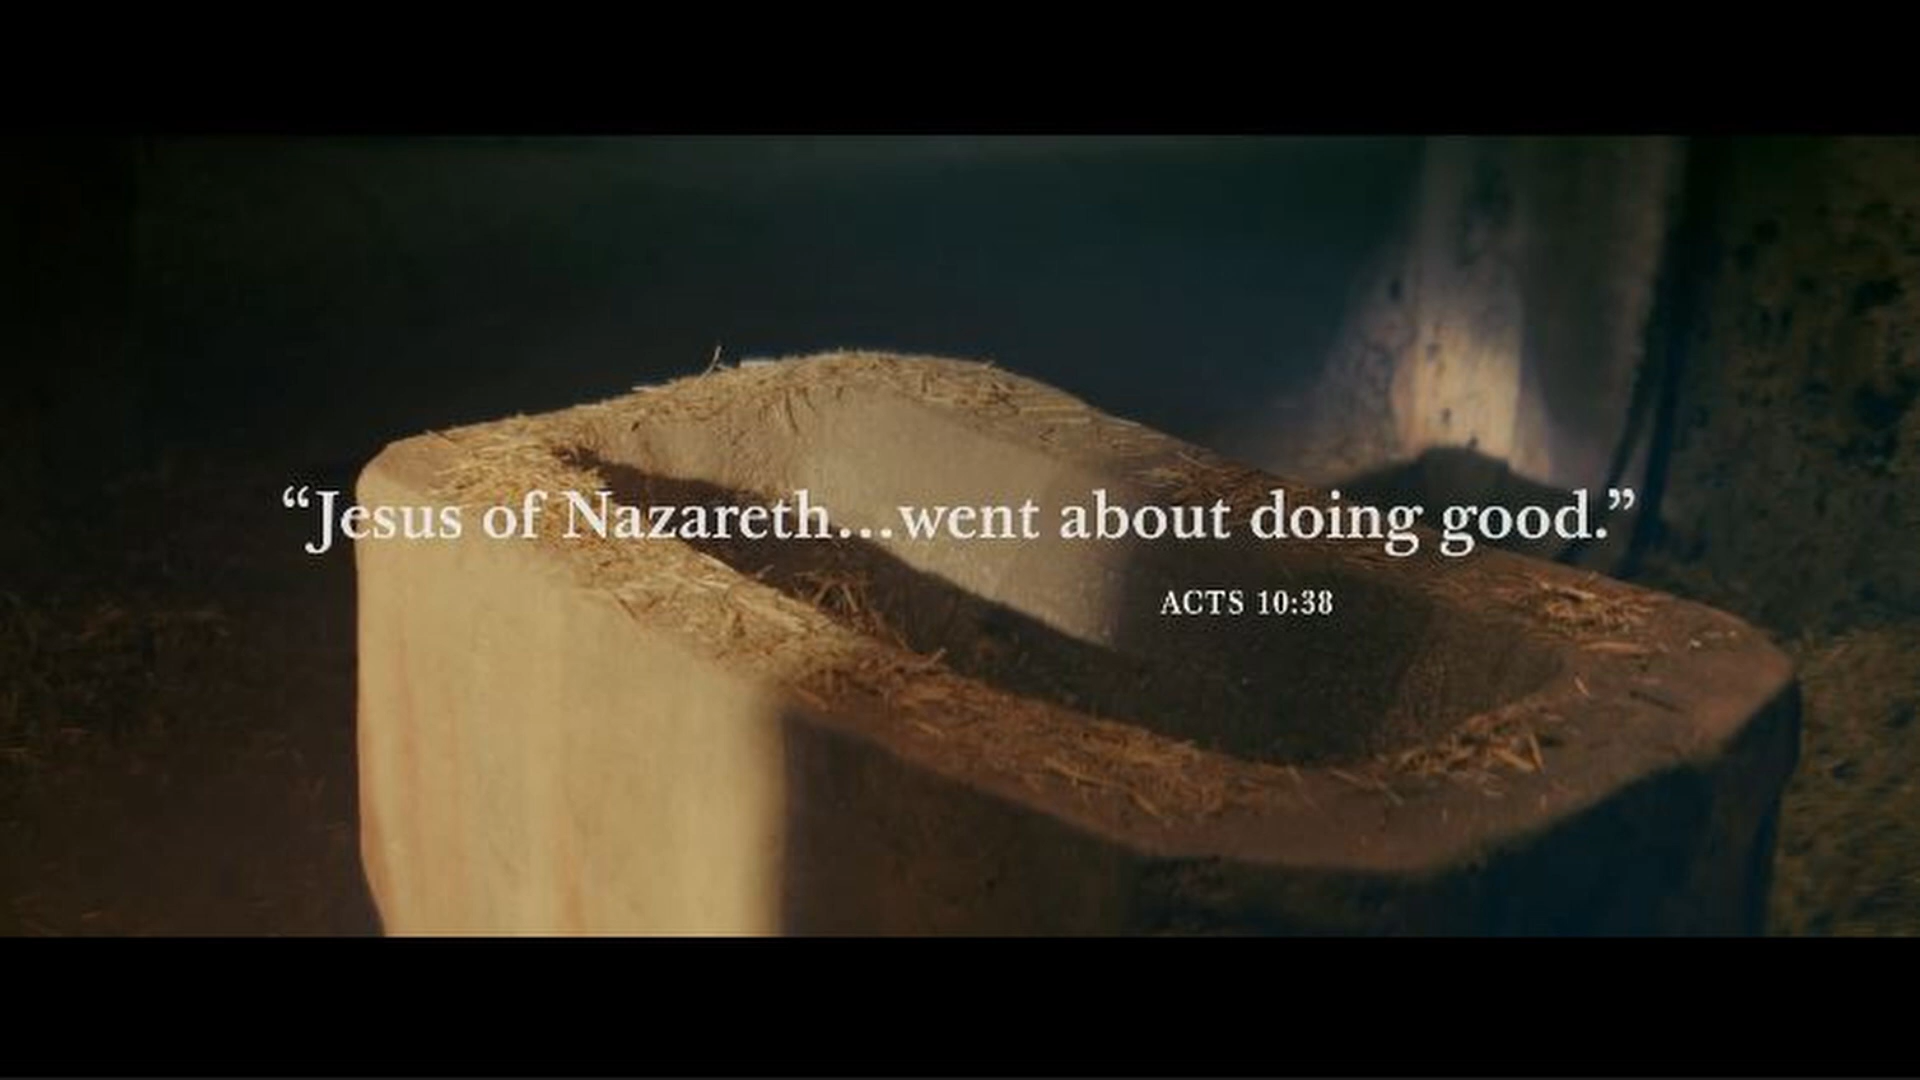 “Jesus of Nazareth...went about doing good.”
ACTS 10:38